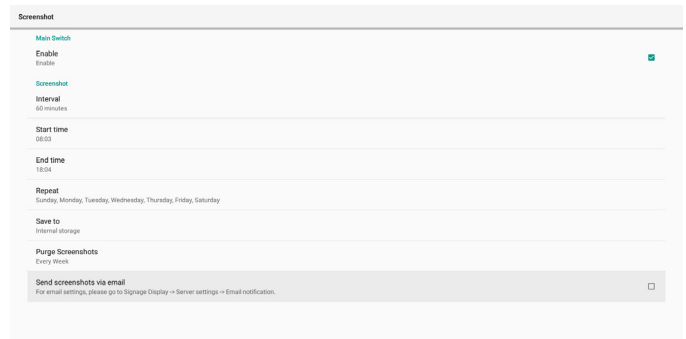 Screenshot
Main Switch
Enable
Enable
Screenshot
Interval
60 minutes
Start time
08:03
End time
18:04
Repeat
Sunday, Monday, Tuesday, Wednesday, Thursday, Friday, Saturday
Save to
Internal storage
Purge Screenshots
Every Week
Send screenshots via email
For email settings, please go to Signage Display -> Server settings -> Email notification.